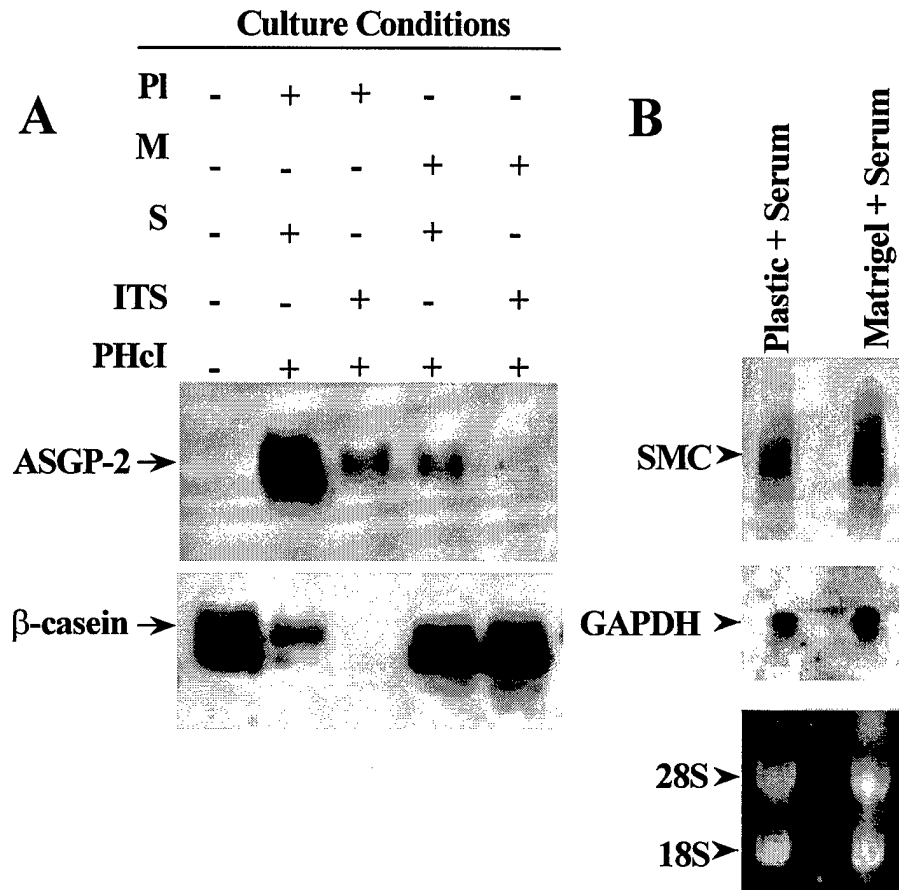 Culture Conditions
A
Pl - + + - -
M - - - + +
S - + - + -
ITS - - + - +
PHcI - + + + +
ASGP-2
β-casein
B
Plastic + Serum
Matrigel + Serum
SMC
GAPDH
28S
18S